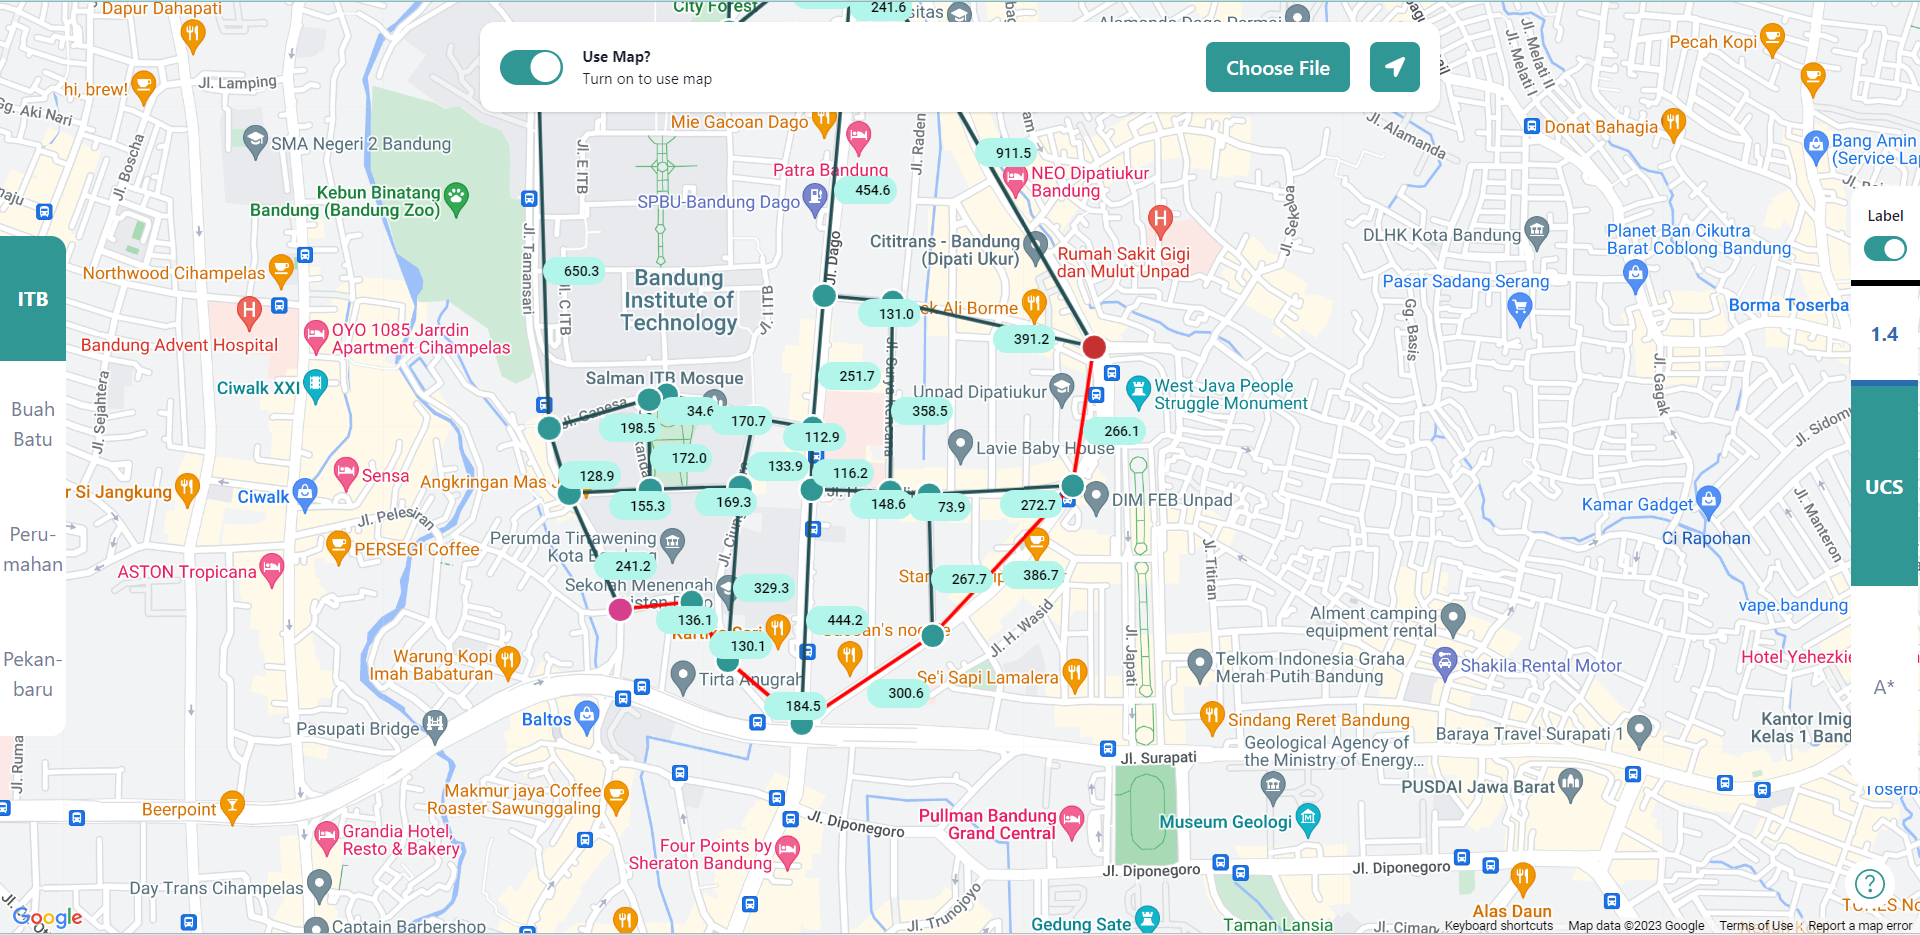 Dapur Dahapati
City Forest
241.6
sitas
Use Map?
Turn on to use map
Choose File
Pecah Kopi
Jl. Melati I
Jl. Melati II
hi, brew!
Jl. Lamping
Gg. Aki Nari
Jl. Boscha
SMA Negeri 2 Bandung
Jl. E ITB
Mie Gacoan Dago
Jl. Raden
Patra Bandung
911.5
454.6
NEO Dipatiukur
Bandung
Jl. Alamanda
Donat Bahagia
Bang Amin
(Service La
Kebun Binatang
Bandung (Bandung Zoo)
SPBU-Bandung Dago
Jl. Sekeloa
Label
Jl. Tamansari
Jl. Dago
Cititrans - Bandung
(Dipati Ukur)
Rumah Sakit Gigi
dan Mulut Unpad
DLHK Kota Bandung
Planet Ban Cikutra
Barat Coblong Bandung
Northwood Cihampelas
650.3
Bandung
Institute of
Technology
Jl. C ITB
Jl. I ITB
Pasar Sadang Serang
ITB
ek Ali Borme
131.0
391.2
Gg. Basis
Borma Toserba
1.4
OYO 1085 Jarrdin
Apartment Cihampelas
Bandung Advent Hospital
Ciwalk XXI
Salman ITB Mosque
251.7
Jl. Surya Kencana
Unpad Dipatiukur
West Java People
Struggle Monument
Jl. Gagak
Buah
Batu
Jl. Sejahtera
Jl. Ganesa
34.6
198.5
170.7
112.9
358.5
266.1
Lavie Baby House
Sensa
128.9
172.0
133.9
116.2
r Si Jangkung
Ciwalk
Angkringan Mas
155.3
169.3
148.6
73.9
272.7
DIM FEB Unpad
Kamar Gadget
UCS
Jl. Pelesiran
PERSEGI Coffee
Perumda Tirtawening
Jl. Manteron
Ci Rapohan
Peru-
mahan
ASTON Tropicana
241.2
Sekolah Menengah
329.3
267.7
386.7
Jl. Titiran
136.1
130.1
444.2
Jl. H. Wasid
Jl. Japati
Alment camping
equipment rental
vape.bandung
Pekan-
baru
Warung Kopi
Imah Babaturan
Tirta Anugrah
184.5
300.6
Se'i Sapi Lamalera
Telkom Indonesia Graha
Merah Putih Bandung
Shakila Rental Motor
A*
Pasupati Bridge
Baltos
Sindang Reret Bandung
Baraya Travel Surapati 1
Kantor Imig
Kelas 1 Band
Jl. Surapati
Geological Agency of
the Ministry of Energy...
PUSDAI Jawa Barat
Beerpoint
Makmur jaya Coffee
Roaster Sawunggaling
Jl. Diponegoro
Pullman Bandung
Grand Central
Museum Geologi
Grandia Hotel,
Resto & Bakery
Four Points by
Sheraton Bandung
Jl. Diponegoro
Jl. Diponegoro
Day Trans Cihampelas
Jl. Trunojoyo
Google
Captain Barbershop
Gedung Sate
Taman Lansia
Alas Daun
Keyboard shortcuts
Map data ©2023 Google
Terms of Use
Report a map error